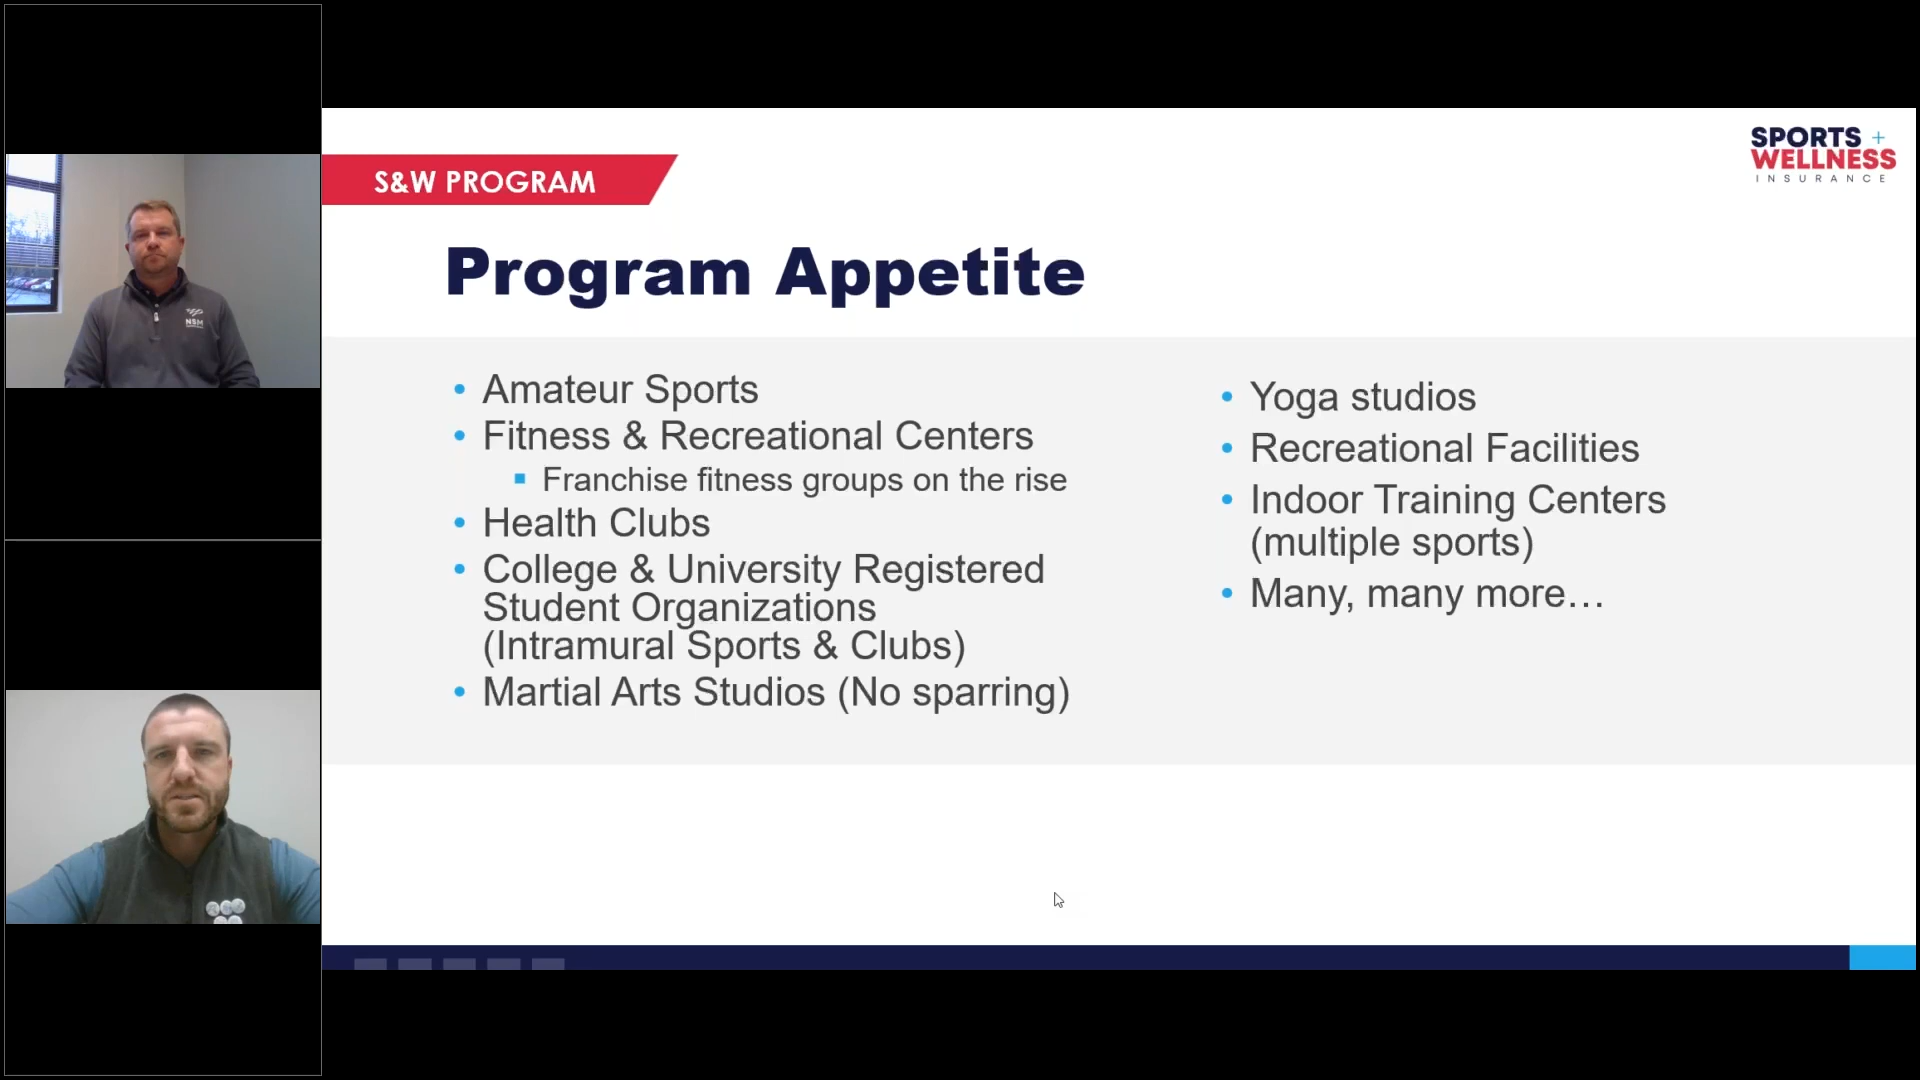 NSM
S&W PROGRAM
SPORTS +
WELLNESS
INSURANCE
Program Appetite
• Amateur Sports
• Fitness & Recreational Centers
▪ Franchise fitness groups on the rise
• Health Clubs
• College & University Registered
Student Organizations
(Intramural Sports & Clubs)
• Martial Arts Studios (No sparring)
• Yoga studios
• Recreational Facilities
• Indoor Training Centers
(multiple sports)
• Many, many more…